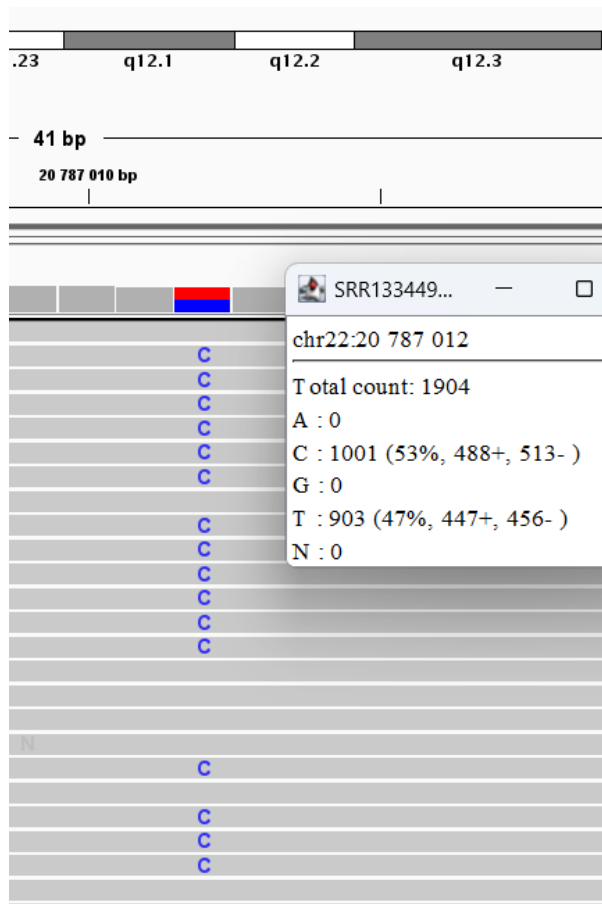 .23 q12.1 q12.2 q12.3
41 bp
20 787 010 bp
SRR133449...
chr22:20 787 012
Total count: 1904
A : 0
C : 1001 (53%, 488+, 513- )
G : 0
T : 903 (47%, 447+, 456- )
N : 0
C
C
C
C
C
C
C
C
C
C
C
C
N
C
C
C
C